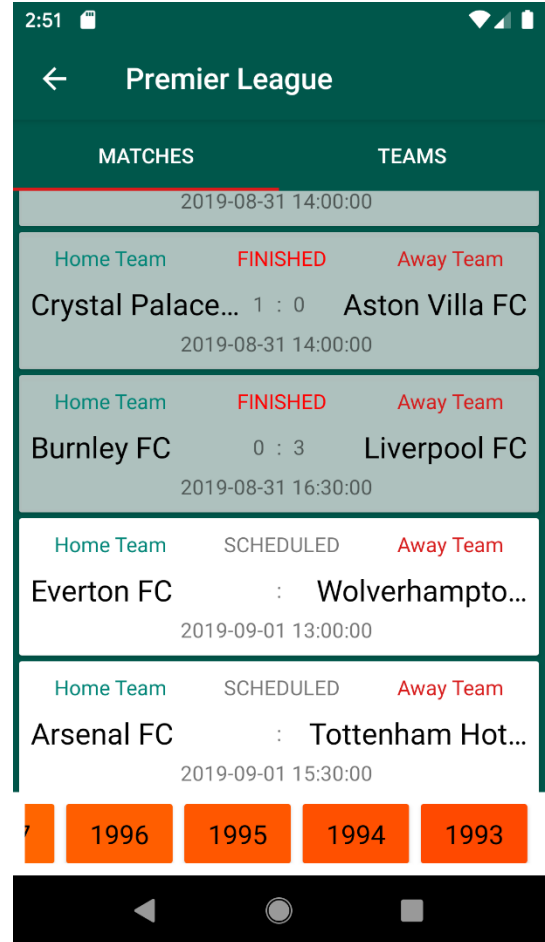 2:51
Premier League
MATCHES TEAMS
2019-08-31 14:00:00
Home Team FINISHED Away Team
Crystal Palace... 1 : 0 Aston Villa FC
2019-08-31 14:00:00
Home Team FINISHED Away Team
Burnley FC 0 : 3 Liverpool FC
2019-08-31 16:30:00
Home Team SCHEDULED Away Team
Everton FC : Wolverhampto...
2019-09-01 13:00:00
Home Team SCHEDULED Away Team
Arsenal FC : Tottenham Hot...
2019-09-01 15:30:00
1996 1995 1994 1993